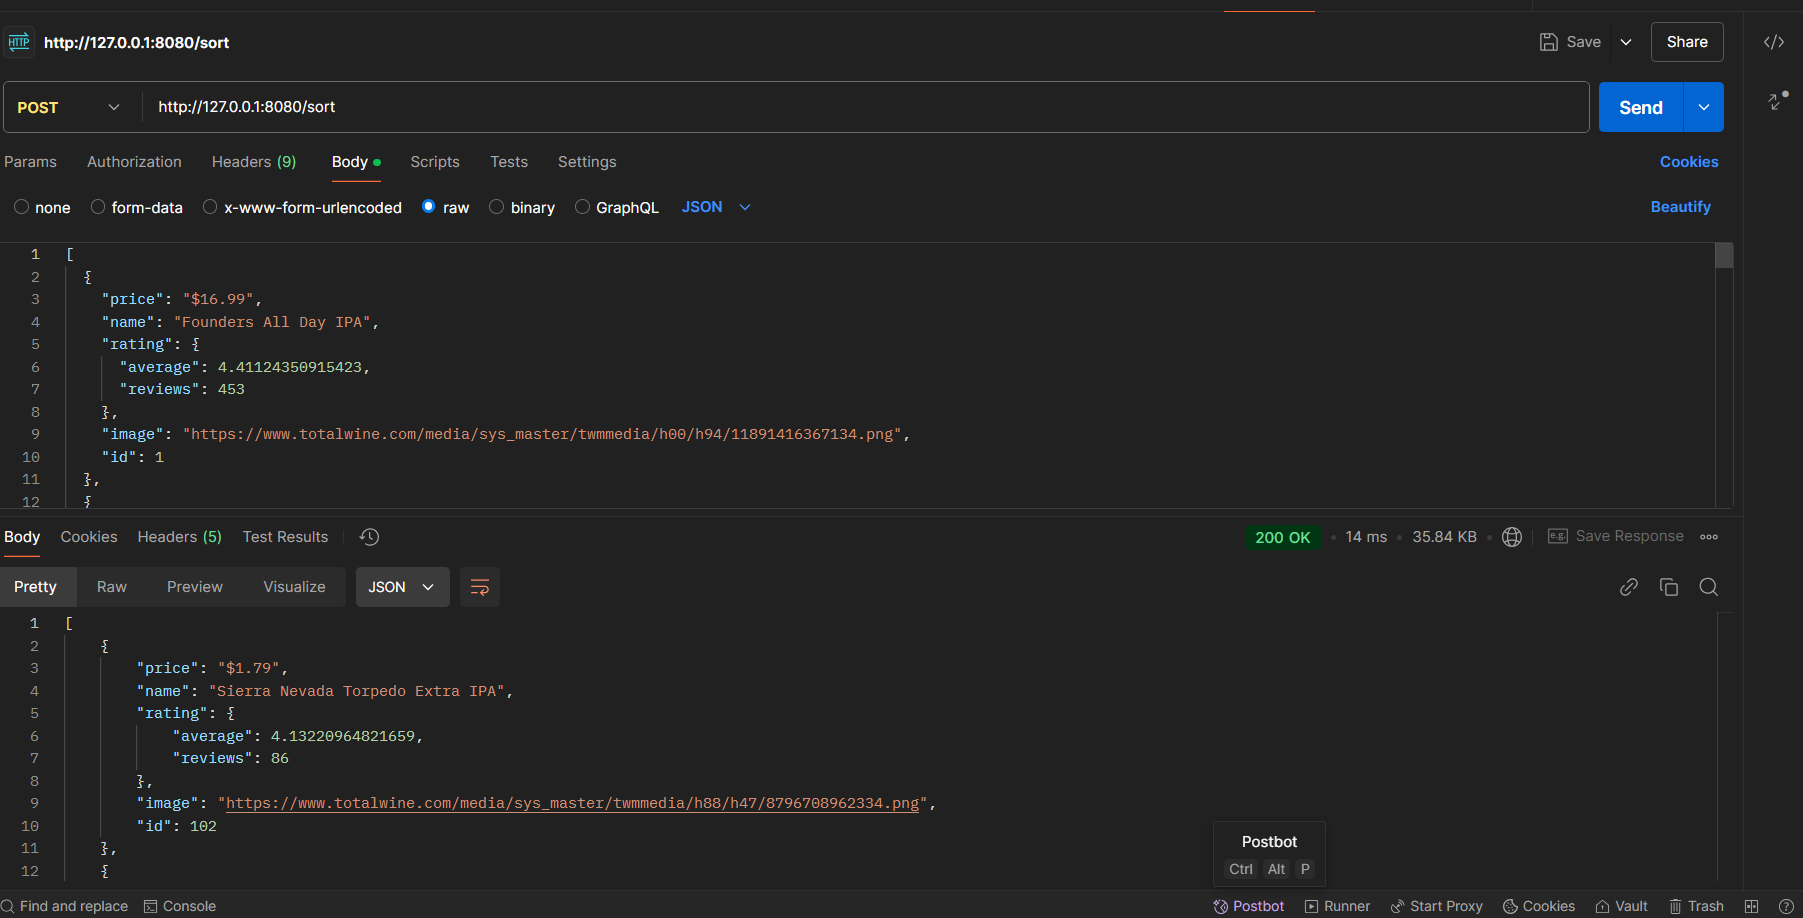 HTTP http://127.0.0.1:8080/sort Save Share
POST http://127.0.0.1:8080/sort Send
Params Authorization Headers (9) Body Scripts Tests Settings Cookies
none form-data x-www-form-urlencoded raw binary GraphQL JSON Beautify
1 [
2 {
3 "price": "$16.99",
4 "name": "Founders All Day IPA",
5 "rating": {
6 "average": 4.41124350915423,
7 "reviews": 453
8 },
9 "image": "https://www.totalwine.com/media/sys_master/twmmedia/h00/h94/11891416367134.png",
10 "id": 1
11 },
12 {
Body Cookies Headers (5) Test Results 200 OK 14 ms 35.84 KB e.g. Save Response
Pretty Raw Preview Visualize JSON
1 [
2 {
3 "price": "$1.79",
4 "name": "Sierra Nevada Torpedo Extra IPA",
5 "rating": {
6 "average": 4.13220964821659,
7 "reviews": 86
8 },
9 "image": "https://www.totalwine.com/media/sys_master/twmmedia/h88/h47/8796708962334.png",
10 "id": 102
11 },
12 {
Postbot
Ctrl Alt P
Find and replace Console Postbot Runner Start Proxy Cookies Vault Trash